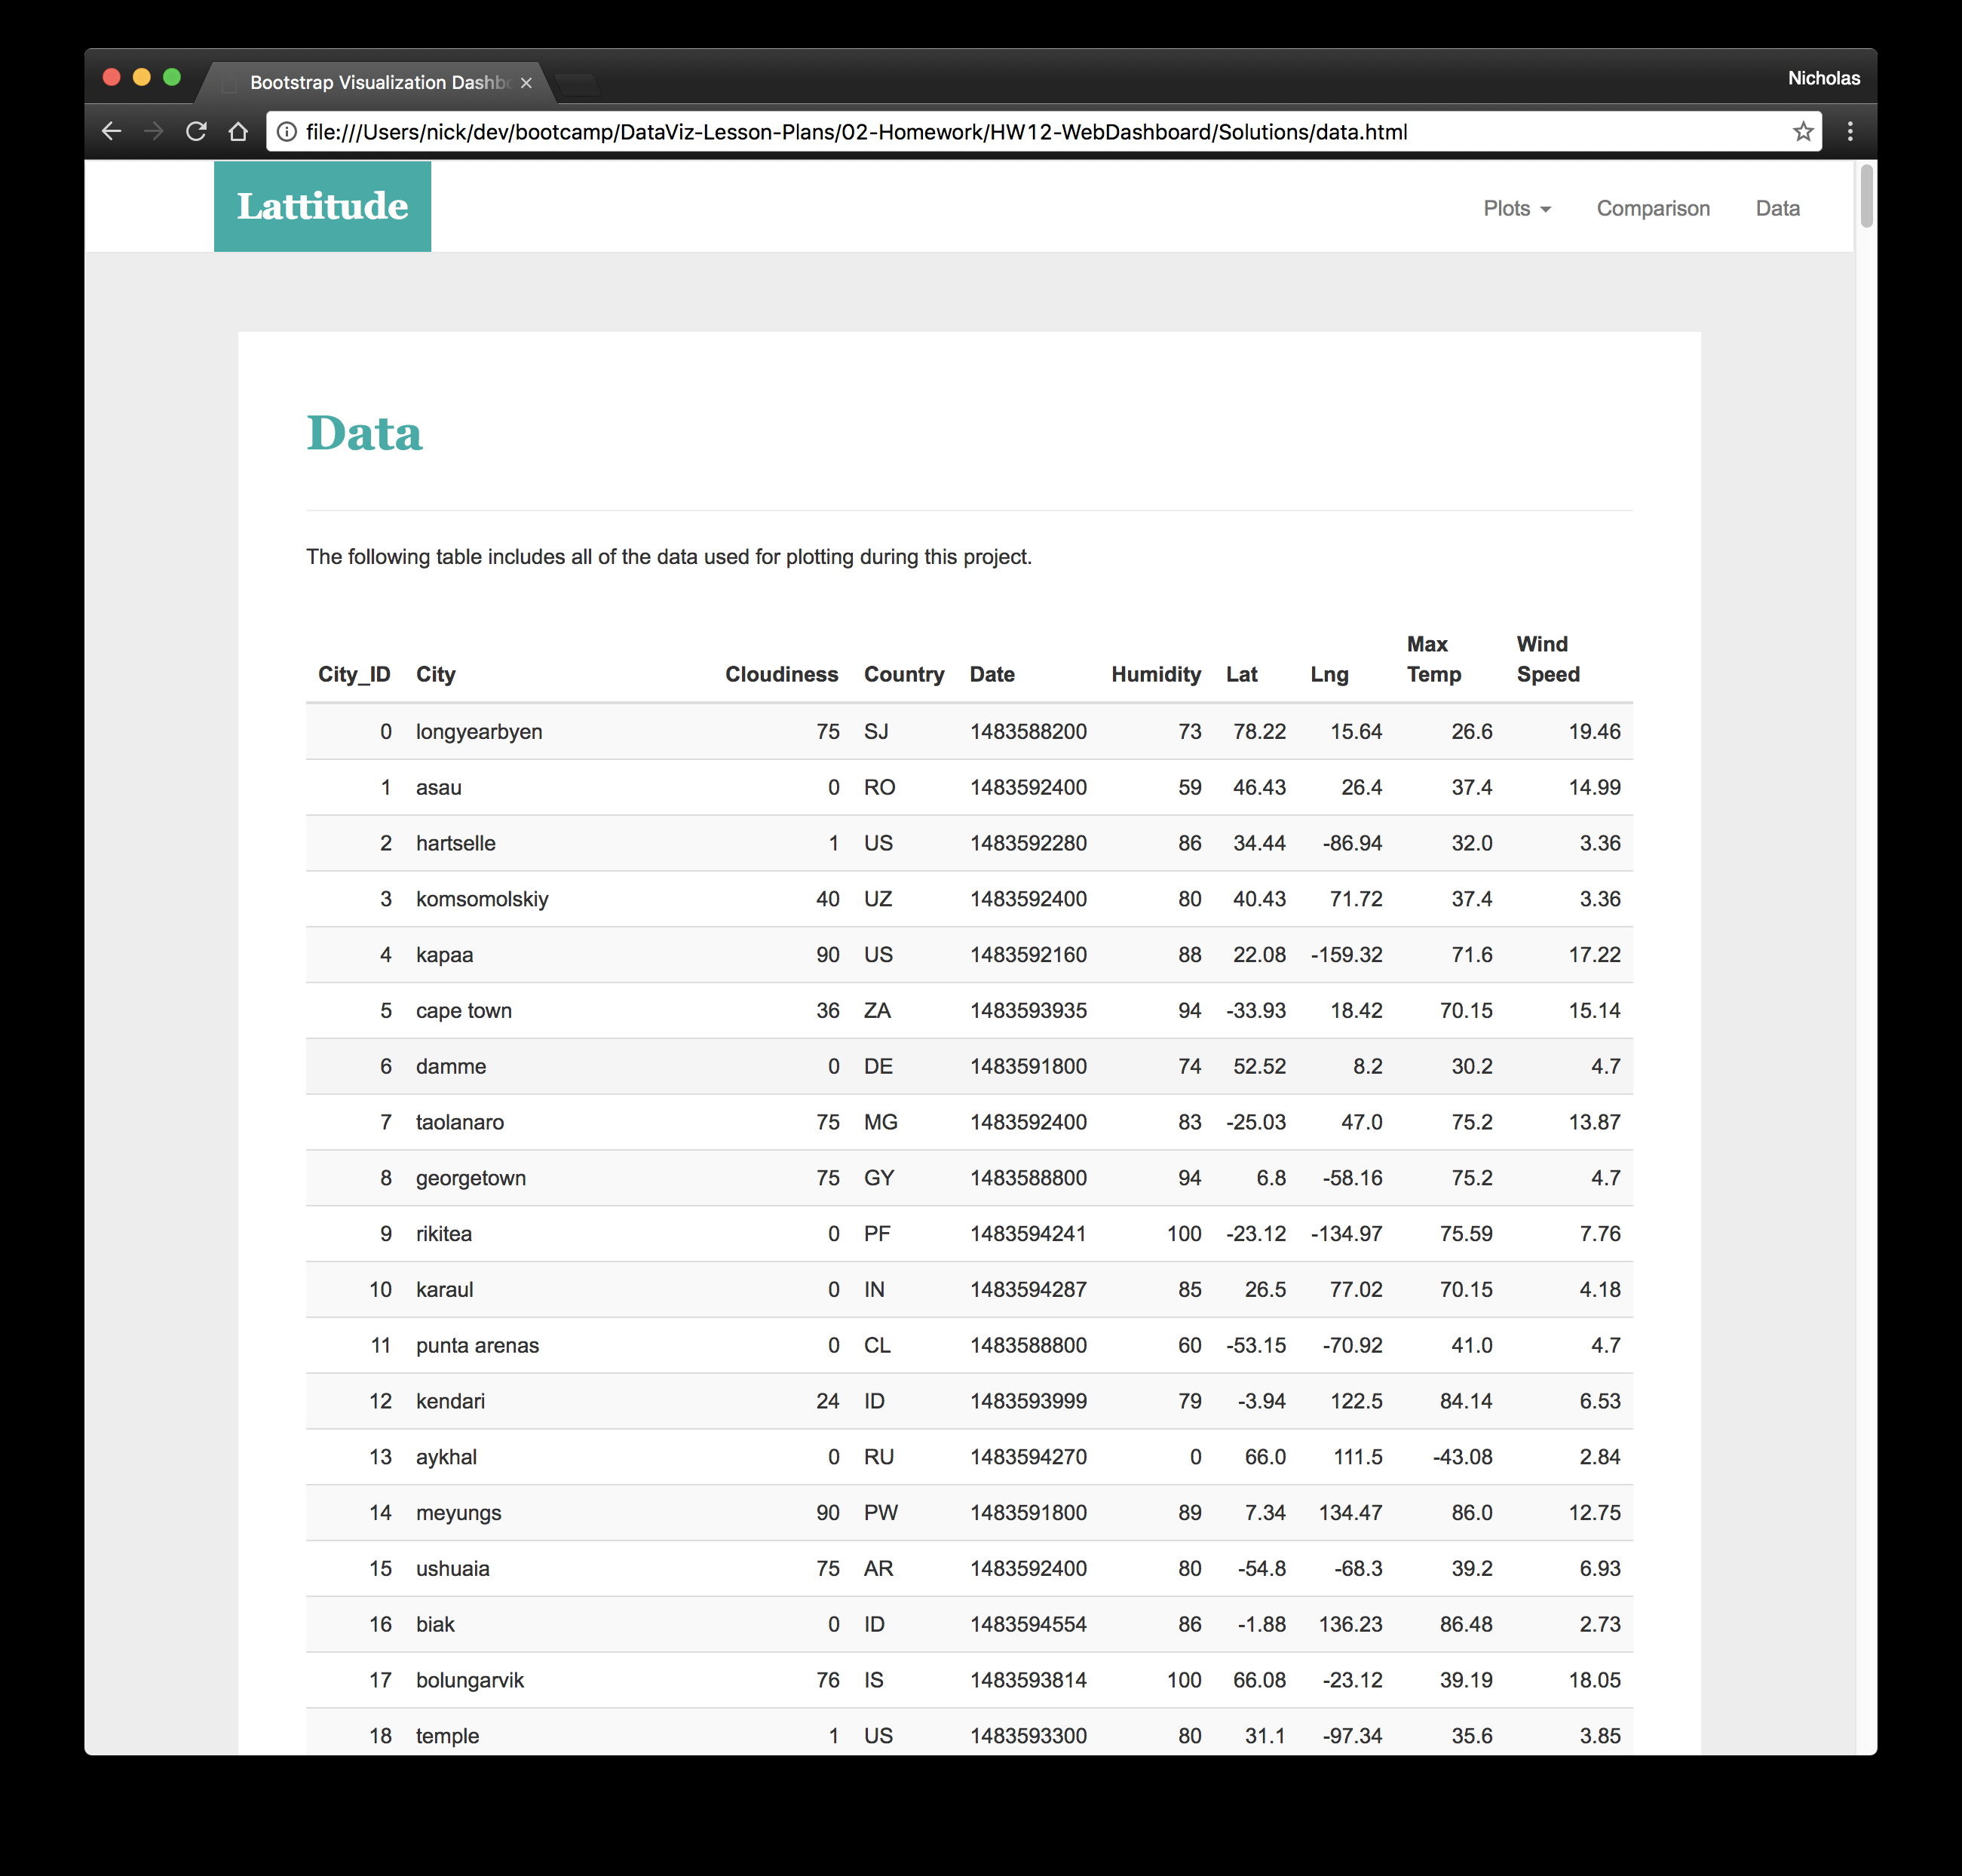 Bootstrap Visualization Dashbo
Nicholas
file:///Users/nick/dev/bootcamp/DataViz-Lesson-Plans/02-Homework/HW12-WebDashboard/Solutions/data.html
Lattitude Plots Comparison Data
Data
The following table includes all of the data used for plotting during this project.
City_ID City Cloudiness Country Date Humidity Lat Lng Max Temp Wind Speed
0 longyearbyen 75 SJ 1483588200 73 78.22 15.64 26.6 19.46
1 asau 0 RO 1483592400 59 46.43 26.4 37.4 14.99
2 hartselle 1 US 1483592280 86 34.44 -86.94 32.0 3.36
3 komsomolskiy 40 UZ 1483592400 80 40.43 71.72 37.4 3.36
4 kapaa 90 US 1483592160 88 22.08 -159.32 71.6 17.22
5 cape town 36 ZA 1483593935 94 -33.93 18.42 70.15 15.14
6 damme 0 DE 1483591800 74 52.52 8.2 30.2 4.7
7 taolanaro 75 MG 1483592400 83 -25.03 47.0 75.2 13.87
8 georgetown 75 GY 1483588800 94 6.8 -58.16 75.2 4.7
9 rikitea 0 PF 1483594241 100 -23.12 -134.97 75.59 7.76
10 karaul 0 IN 1483594287 85 26.5 77.02 70.15 4.18
11 punta arenas 0 CL 1483588800 60 -53.15 -70.92 41.0 4.7
12 kendari 24 ID 1483593999 79 -3.94 122.5 84.14 6.53
13 aykhal 0 RU 1483594270 0 66.0 111.5 -43.08 2.84
14 meyungs 90 PW 1483591800 89 7.34 134.47 86.0 12.75
15 ushuaia 75 AR 1483592400 80 -54.8 -68.3 39.2 6.93
16 biak 0 ID 1483594554 86 -1.88 136.23 86.48 2.73
17 bolungarvik 76 IS 1483593814 100 66.08 -23.12 39.19 18.05
18 temple 1 US 1483593300 80 31.1 -97.34 35.6 3.85